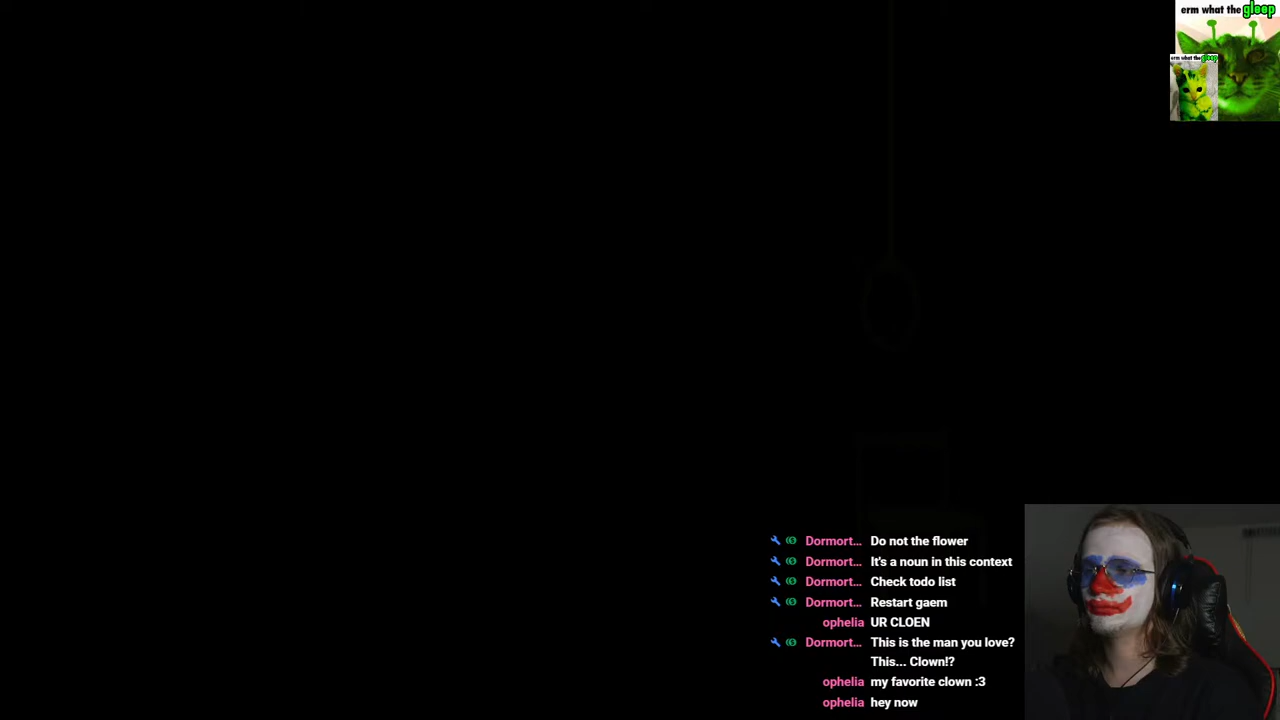 erm what the gleep
erm what the gleep
Dormort... Do not the flower
Dormort... It's a noun in this context
Dormort... Check todo list
Dormort... Restart gaem
ophelia UR CLOEN
Dormort... This is the man you love?
This... Clown!?
ophelia my favorite clown :3
ophelia hey now